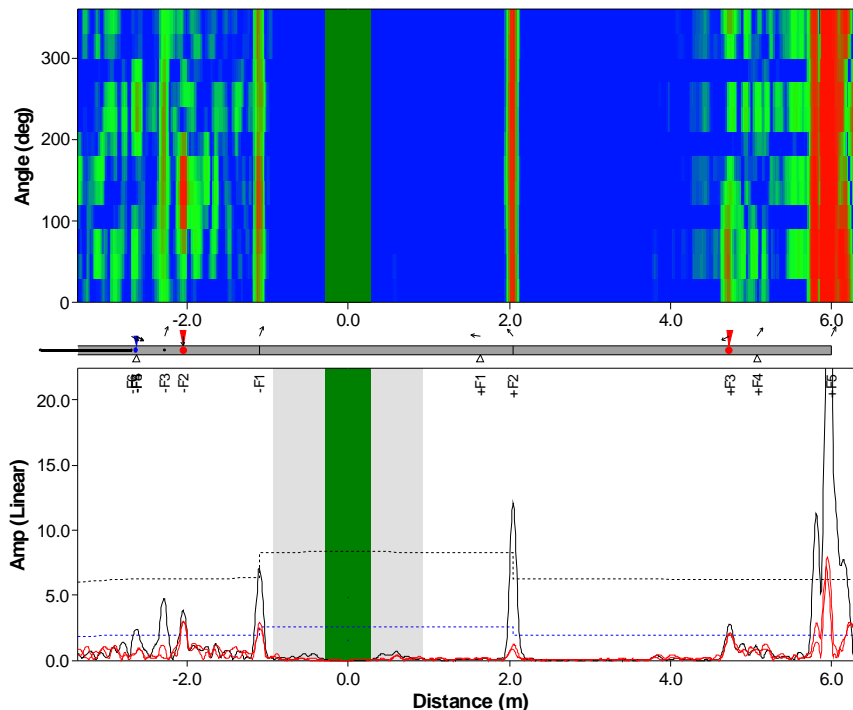 Angle (deg)
300
200
100
0
-2.0
0.0
2.0
4.0
6.0
-F3
-F2
-F1
+F1
+F2
+F3
+F4
+F5
Amp (Linear)
20.0
15.0
10.0
5.0
0.0
-2.0
0.0
2.0
4.0
6.0
Distance (m)